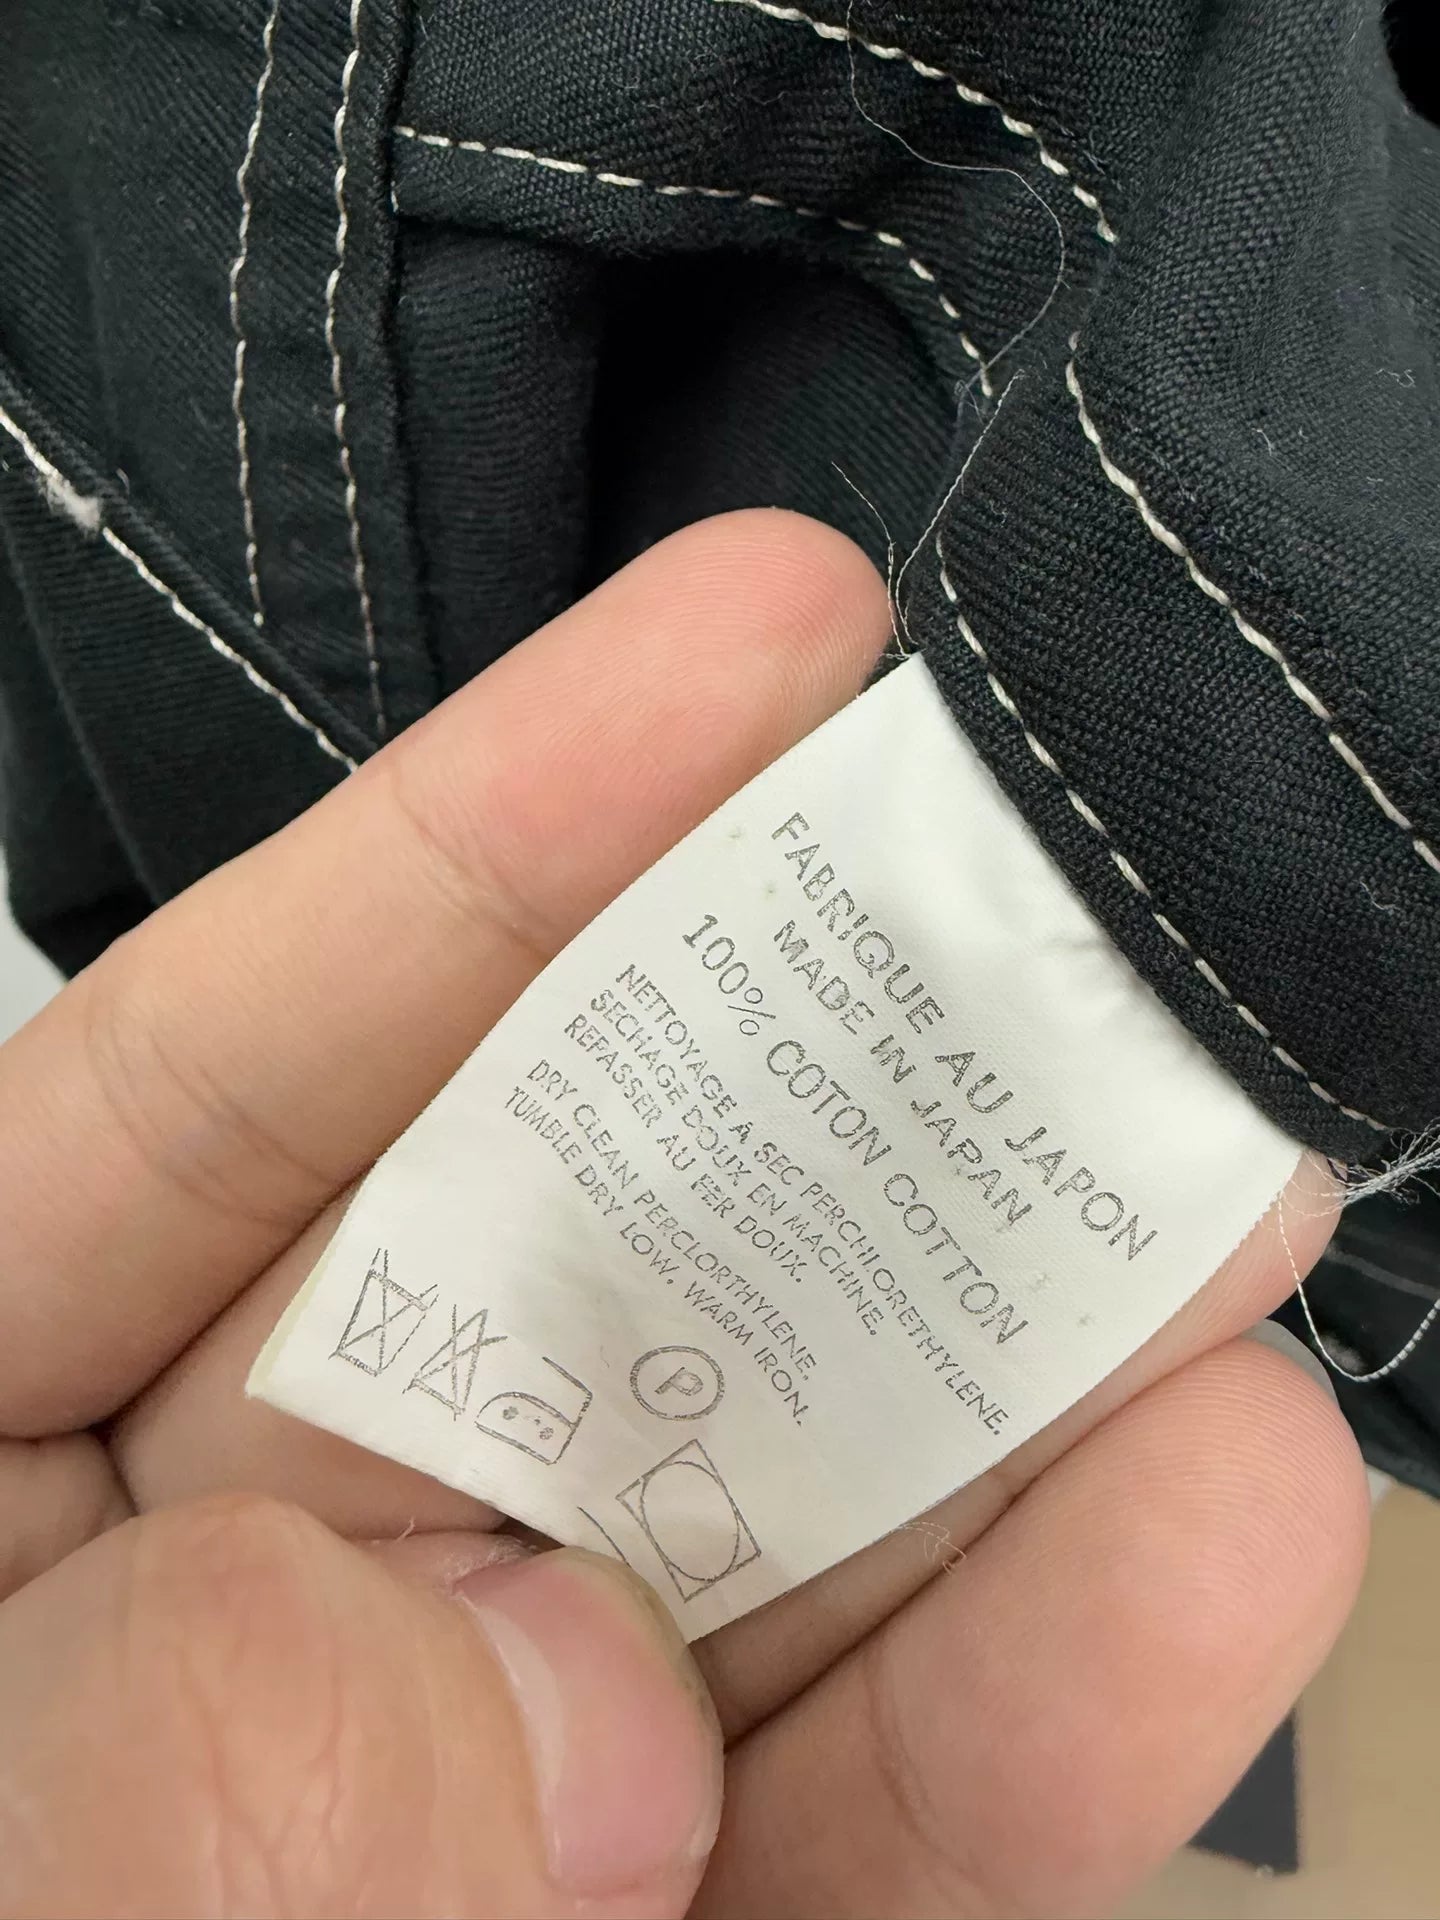 FABRIQUE AU JAPON
MADE IN JAPAN
100% COTON COTTON
NETTOYAGE À SEC PERCHLORETHYLENE.
SECHAGE DOUX EN MACHINE.
REPASSER AU FER DOUX.
DRY CLEAN PERCLORTHYLENE.
TUMBLE DRY LOW. WARM IRON.
P